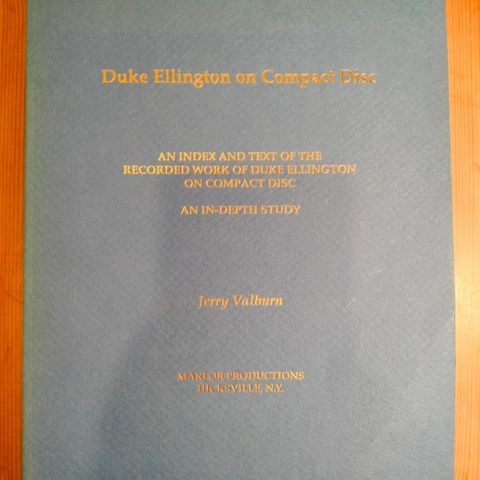 Duke Ellington on Compact Disc
AN INDEX AND TEXT OF THE
RECORDED WORK OF DUKE ELLINGTON
ON COMPACT DISC
AN IN-DEPTH STUDY
Jerry Valburn
MARLOR PRODUCTIONS
HICKSVILLE, N.Y.